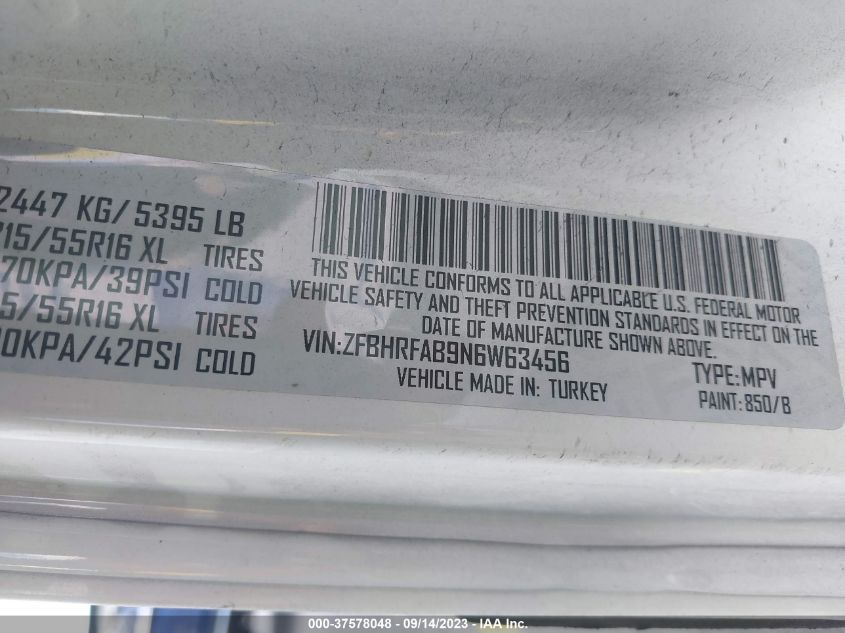 2447 KG/ 5395 LB
15/55R16 XL TIRES
70KPA/39PSI COLD
5/55R16 XL TIRES
0KPA/42PSI COLD
THIS VEHICLE CONFORMS TO ALL APPLICABLE U.S. FEDERAL MOTOR
VEHICLE SAFETY AND THEFT PREVENTION STANDARDS IN EFFECT ON THE
DATE OF MANUFACTURE SHOWN ABOVE.
VIN:ZFBHRFAB9N6W63456 TYPE:MPV
VEHICLE MADE IN: TURKEY PAINT: 850/B
000-37578048 - 09/14/2023 - IAA Inc.